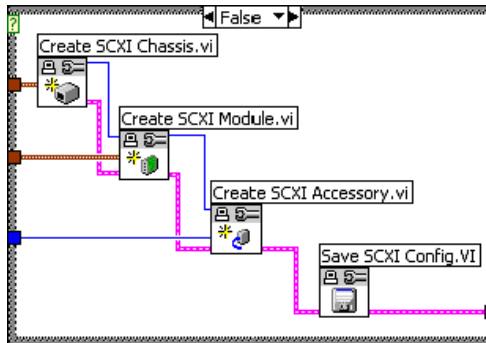 False
Create SCXI Chassis.vi
Create SCXI Module.vi
Create SCXI Accessory.vi
Save SCXI Config.VI